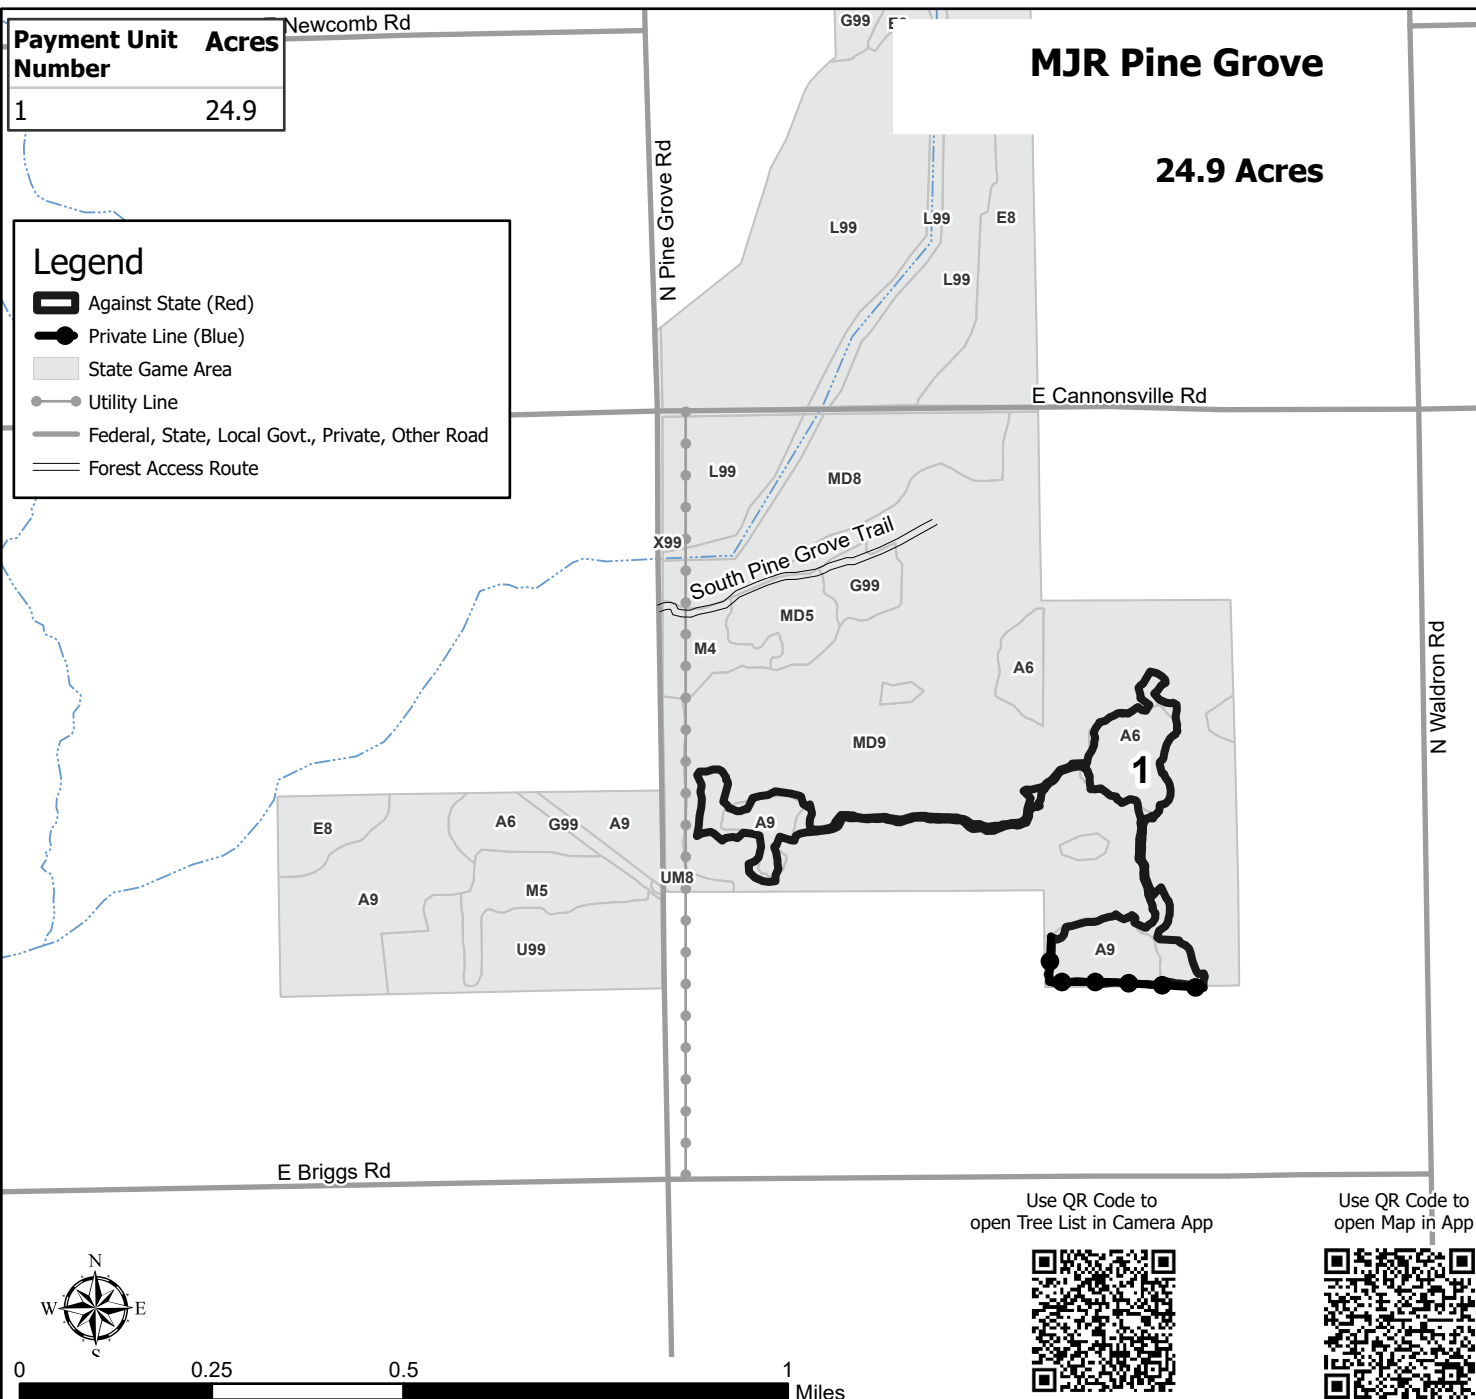 E Newcomb Rd
Payment Unit Number Acres
1 24.9
MJR Pine Grove
24.9 Acres
Legend
Against State (Red)
Private Line (Blue)
State Game Area
Utility Line
Federal, State, Local Govt., Private, Other Road
Forest Access Route
N Pine Grove Rd
G99
L99
L99
E8
L99
E Cannonsville Rd
L99
MD8
X99
South Pine Grove Trail
G99
MD5
M4
A6
N Waldron Rd
A6
MD9
1
E8
A6
G99
A9
A9
UM8
A9
M5
U99
A9
E Briggs Rd
Use QR Code to
open Tree List in Camera App
Use QR Code to
open Map in App
N
W
E
S
0 0.25 0.5 1
Miles